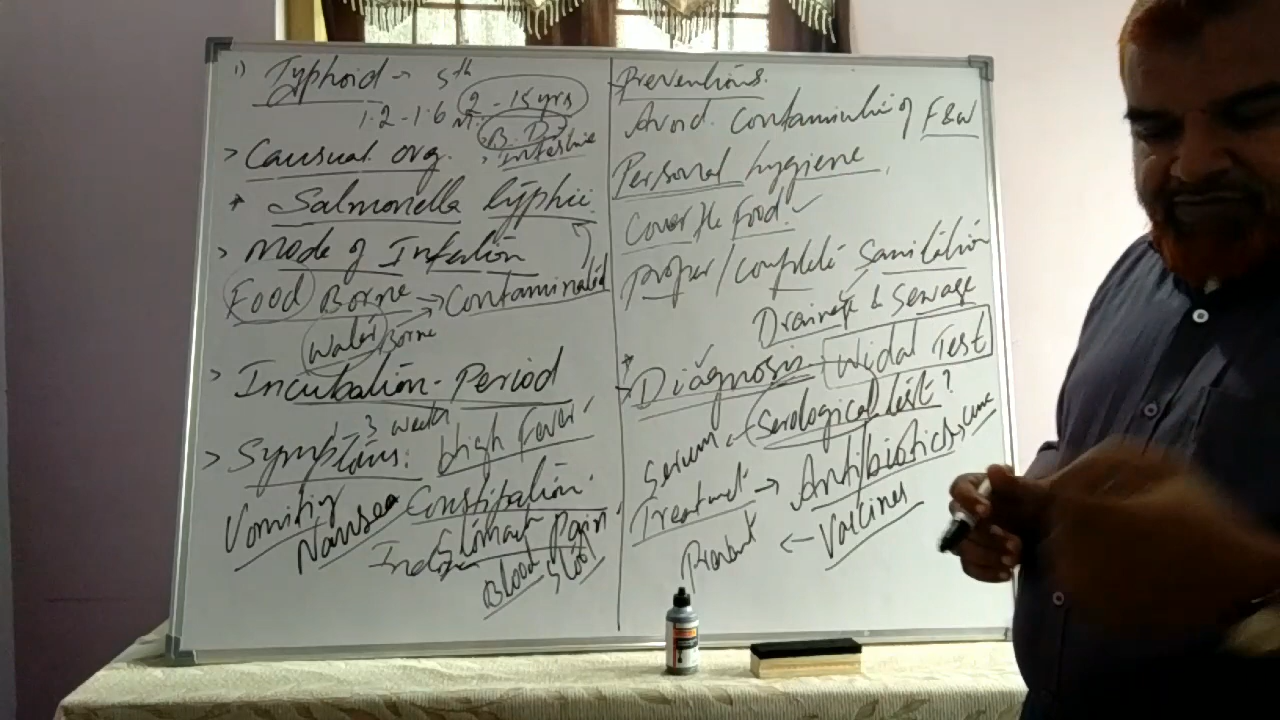 1) Typhoid → 5th
1.2 - 1.6 M. 2 - 15 yrs
B.D
> Causual org. > intestine
* Salmonella typhii
> Mode of Infection
Food Borne → Contaminated
Water Borne
> Incubation - Period
1 3 weeks
> Symptoms: High Fever
Vomiting Nausea Constipation.
Stomach Pain
Blood Stool
Preventions.
Avoid. Contamination of F&W
Personal hygiene
Cover the Food.
proper / Complete Sanitation
Drainage & Sewage
* Diagnosis - Widal Test
Serum ← Serological test?
Treatment → Antibiotics > Cure
Prevent ← Vaccines